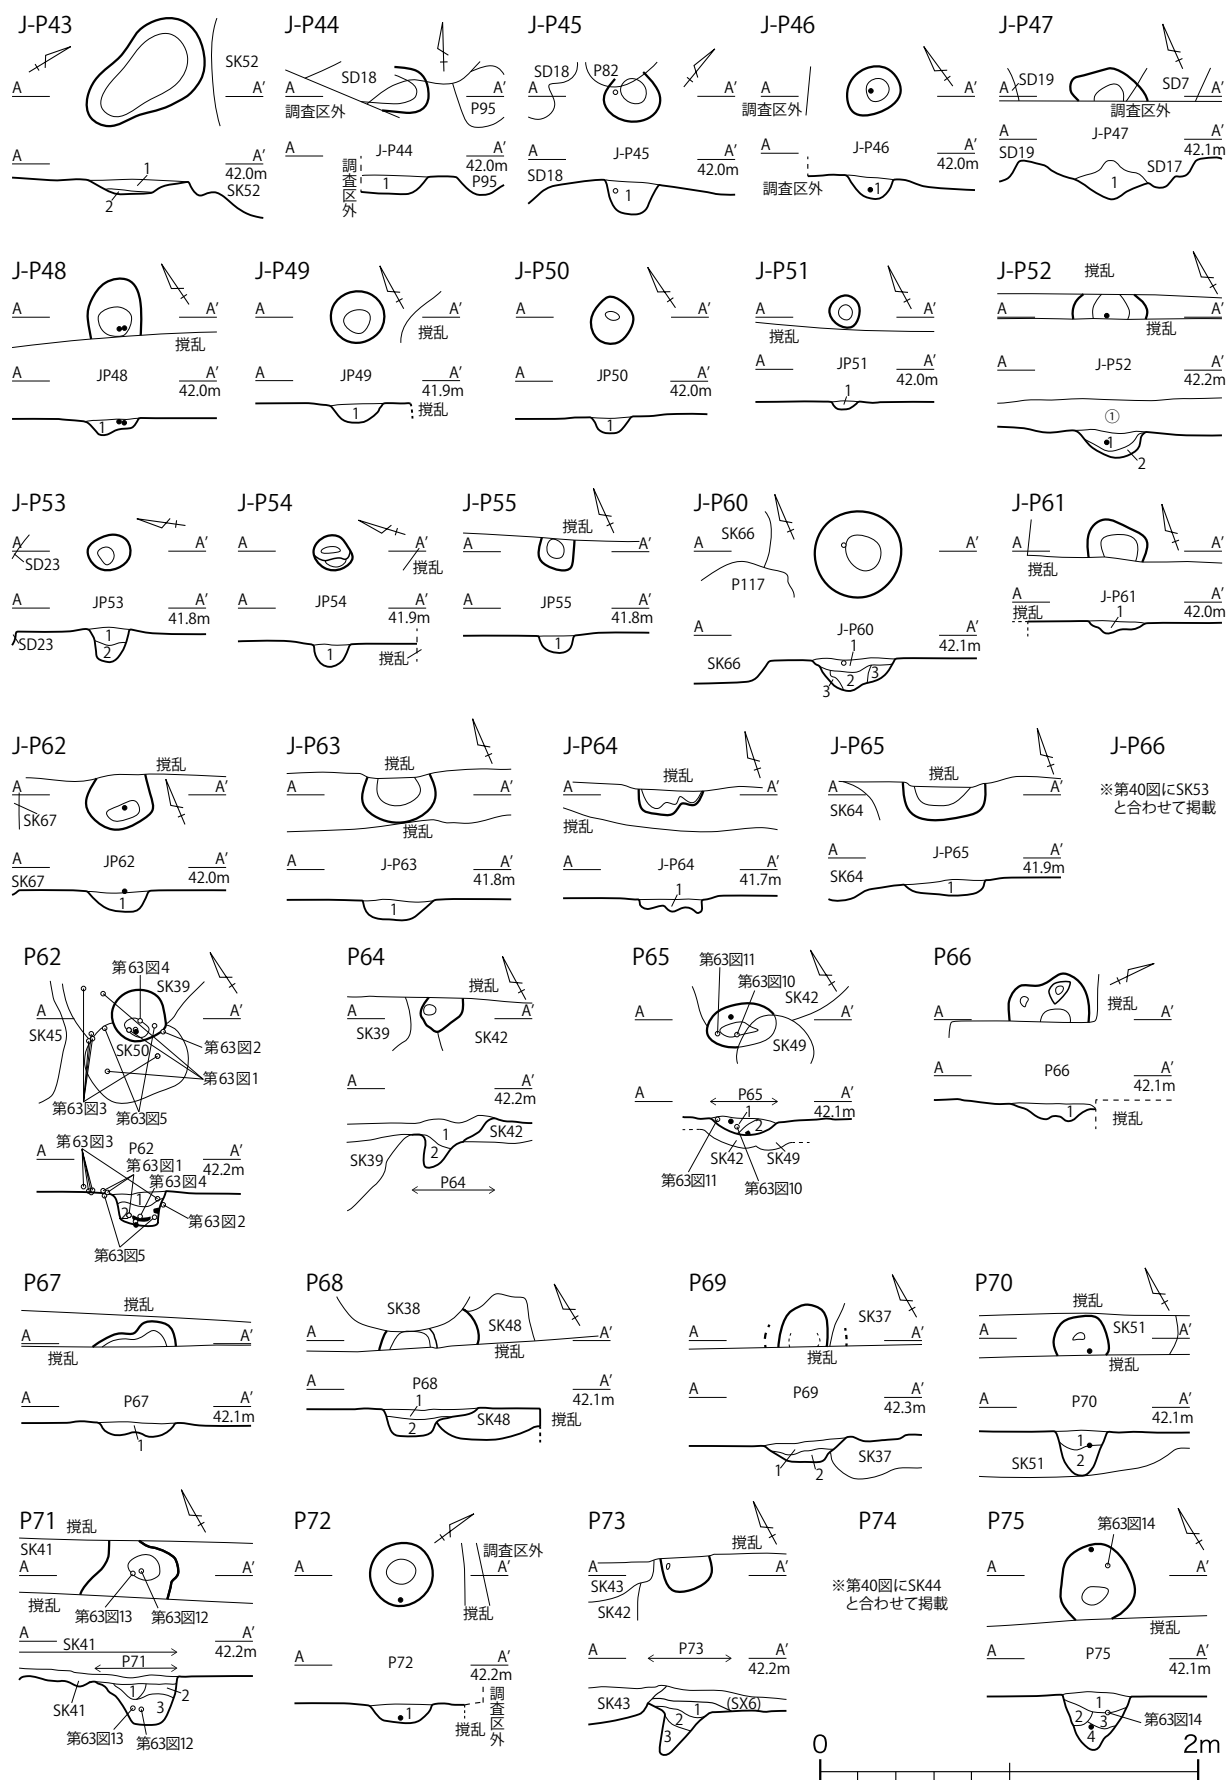 J-P43
SK52
A A′
A A′
42.0m
1
2
SK52
J-P44
SD18
A A′
調査区外
P95
A A′
J-P44
42.0m
調査区外
1
P95
J-P45
SD18
P82
A A′
A A′
J-P45
42.0m
SD18
1
J-P46
A A′
調査区外
A A′
J-P46
42.0m
調査区外
1
J-P47
SD19
SD7
A A′
調査区外
A A′
J-P47
42.1m
SD19
SD17
1
J-P48
A A′
撹乱
JP48
A A′
42.0m
1
J-P49
A A′
撹乱
JP49
A A′
41.9m
1
撹乱
J-P50
A A′
JP50
A A′
42.0m
1
J-P51
A A′
撹乱
JP51
A A′
42.0m
1
J-P52
撹乱
A A′
撹乱
A A′
J-P52
42.2m
①
1
2
J-P53
A A′
SD23
JP53
A A′
41.8m
1
2
SD23
J-P54
A A′
撹乱
JP54
A A′
41.9m
1
撹乱
J-P55
撹乱
A A′
JP55
A A′
41.8m
1
J-P60
SK66
A A′
P117
J-P60
A A′
42.1m
1
SK66
2
3
3
J-P61
A A′
撹乱
J-P61
A A′
42.0m
撹乱
1
J-P62
撹乱
A A′
SK67
JP62
A A′
42.0m
SK67
1
J-P63
撹乱
A A′
撹乱
A A′
J-P63
41.8m
1
J-P64
撹乱
A A′
撹乱
A A′
J-P64
41.7m
1
J-P65
撹乱
A A′
SK64
A A′
J-P65
41.9m
SK64
1
J-P66
※第40図にSK53
と合わせて掲載
P62
第63図4
SK39
A A′
SK45
SK50
第63図2
第63図1
第63図3
第63図5
第63図3
P62
A A′
42.2m
第63図1
第63図4
1
2
第63図2
第63図5
P64
撹乱
A A′
SK39
SK42
A A′
42.2m
1
SK42
2
SK39
P64
P65
第63図11
第63図10
SK42
A A′
SK49
A A′
P65
42.1m
1
2
SK42
SK49
第63図11
第63図10
P66
撹乱
A A′
P66
A A′
42.1m
1
撹乱
P67
撹乱
A A′
撹乱
P67
A A′
42.1m
1
P68
SK38
SK48
A A′
撹乱
P68
A A′
42.1m
1
2
SK48
撹乱
P69
SK37
A A′
撹乱
P69
A A′
42.3m
1
2
SK37
P70
撹乱
SK51
A A′
撹乱
P70
A A′
42.1m
1
2
SK51
P71
撹乱
SK41
A A′
撹乱
第63図13
第63図12
A A′
SK41
42.2m
P71
1
2
3
SK41
第63図13
第63図12
P72
調査区外
A A′
撹乱
P72
A A′
42.2m
1
撹乱
調査区外
P73
撹乱
A A′
SK43
SK42
A A′
P73
42.2m
SK43
1
(SX6)
2
3
P74
※第40図にSK44
と合わせて掲載
P75
第63図14
A A′
撹乱
P75
A A′
42.1m
1
2
3
第63図14
4
0 2m